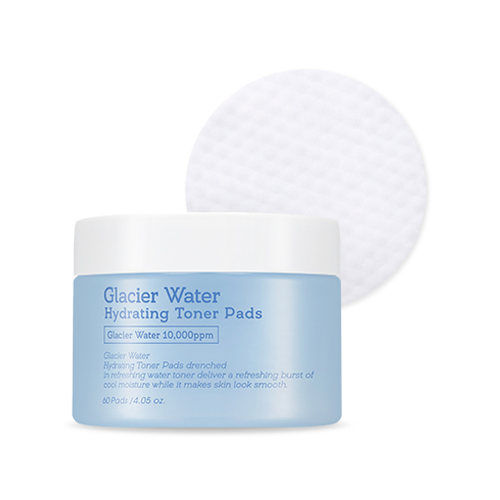 Glacier Water
Hydrating Toner Pads
Glacier Water 10,000ppm
Glacier Water
Hydrating Toner Pads drenched
in refreshing water toner deliver a refreshing burst of
cool moisture while it makes skin look smooth.
60 Pads / 4.05 oz.